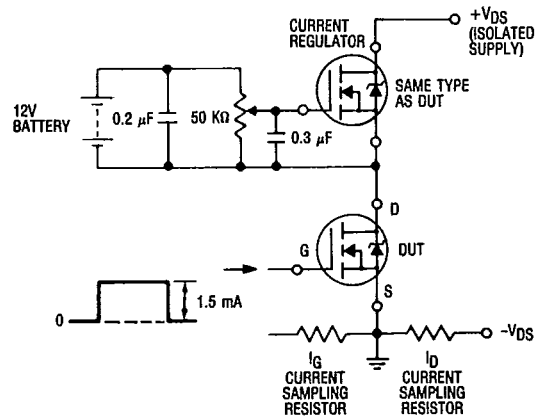 +VDS
(ISOLATED
SUPPLY)
CURRENT
REGULATOR
SAME TYPE
AS DUT
12V
BATTERY
0.2 μF
50 KΩ
0.3 μF
D
G
DUT
S
1.5 mA
0
-VDS
IG
CURRENT
SAMPLING
RESISTOR
ID
CURRENT
SAMPLING
RESISTOR